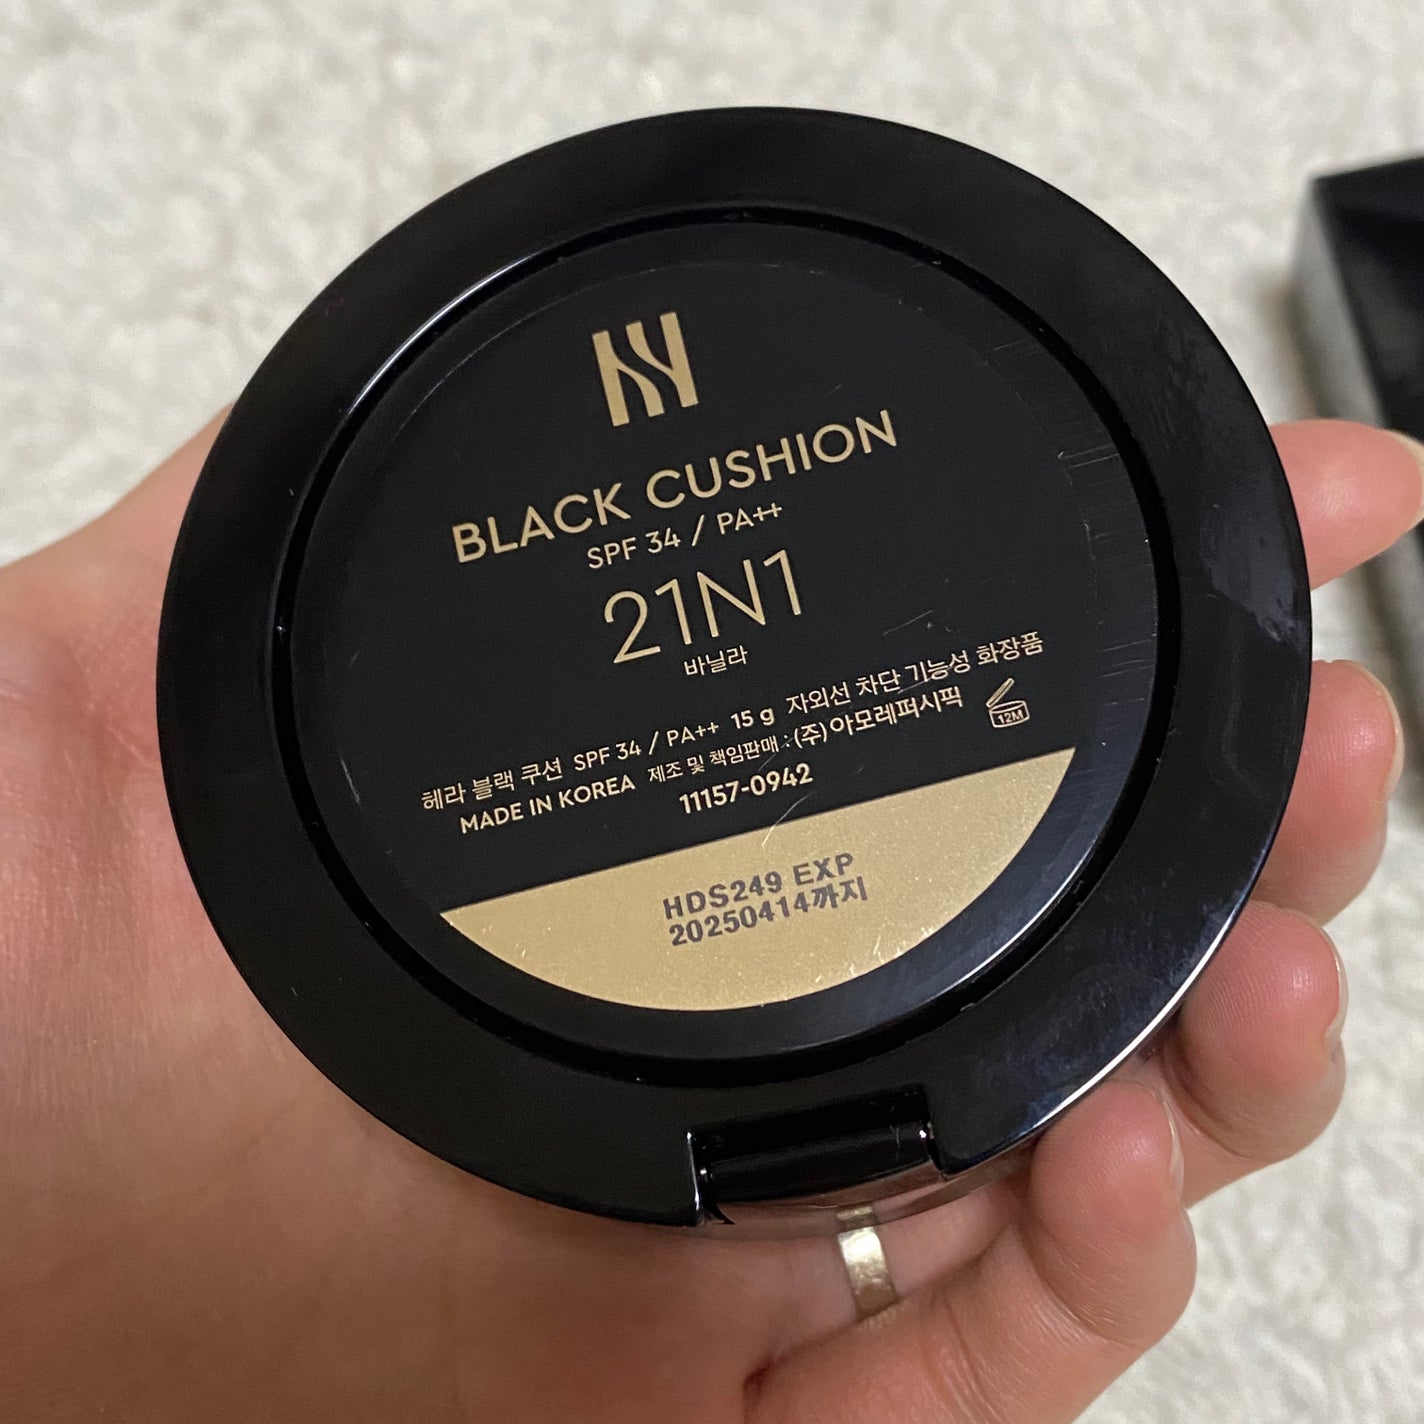 BLACK CUSHION
SPF 34 / PA++
21N1
바닐라
헤라 블랙 쿠션 SPF 34 / PA++ 15 g 자외선 차단 기능성 화장품
MADE IN KOREA 제조 및 책임판매 : (주)아모레퍼시픽
12M
11157-0942
HDS249 EXP
20250414까지